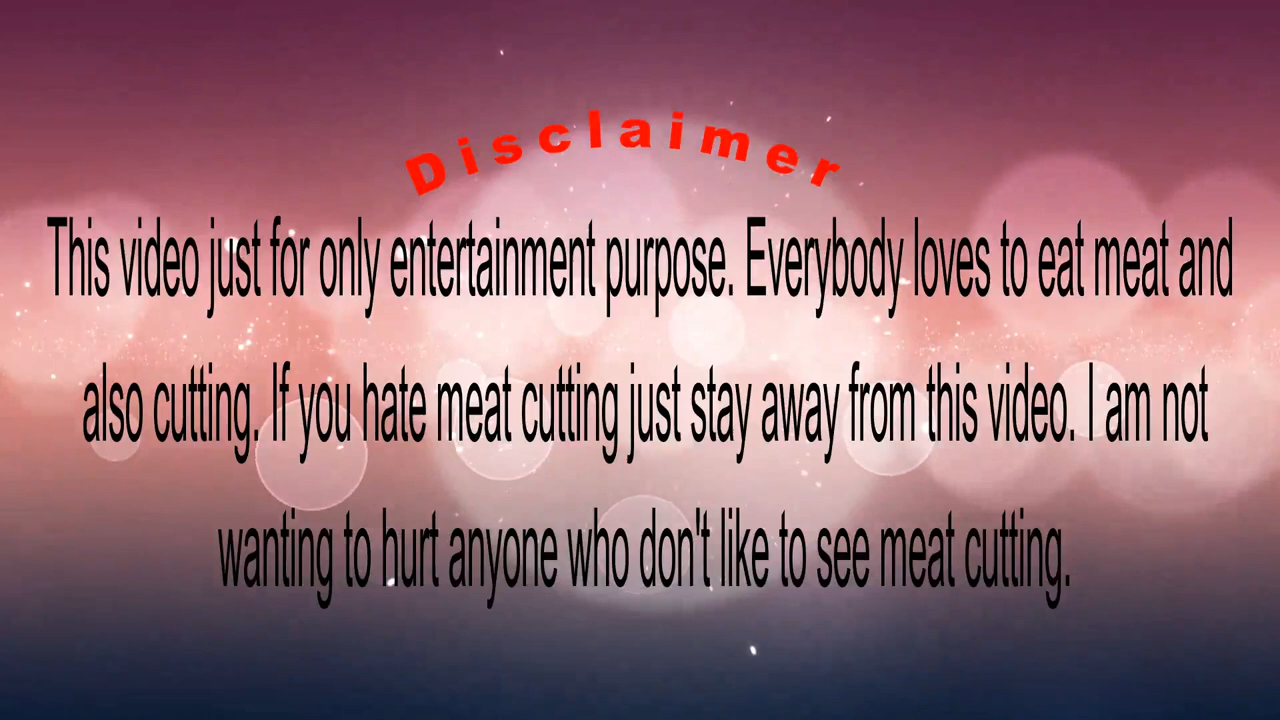 Disclaimer
This video just for only entertainment purpose. Everybody loves to eat meat and
also cutting. If you hate meat cutting just stay away from this video. I am not
wanting to hurt anyone who don't like to see meat cutting.